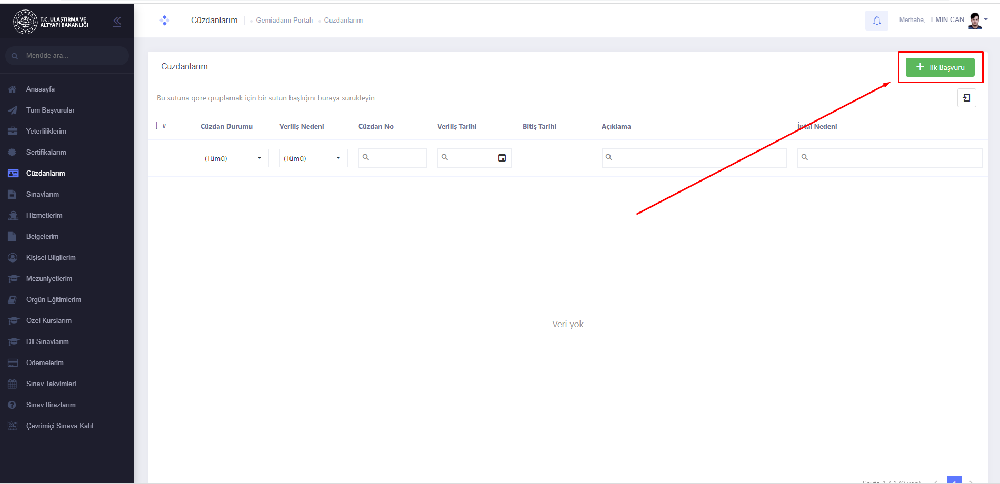 T.C. ULAŞTIRMA VE
ALTYAPI BAKANLIĞI
Cüzdanlarım
Gemiadamı Portalı
Cüzdanlarım
Merhaba,
EMİN CAN
Menüde ara...
Anasayfa
Tüm Başvurular
Yeterliliklerim
Sertifikalarım
Cüzdanlarım
Sınavlarım
Hizmetlerim
Belgelerim
Kişisel Bilgilerim
Mezuniyetlerim
Örgün Eğitimlerim
Özel Kurslarım
Dil Sınavlarım
Ödemelerim
Sınav Takvimleri
Sınav İtirazlarım
Çevrimiçi Sınava Katıl
Cüzdanlarım
İlk Başvuru
Bu sütuna göre gruplamak için bir sütun başlığını buraya sürükleyin
# Cüzdan Durumu Veriliş Nedeni Cüzdan No Veriliş Tarihi Bitiş Tarihi Açıklama İptal Nedeni
(Tümü) (Tümü)
Veri yok
Sayfa 1 / 1 (0 veri) 1